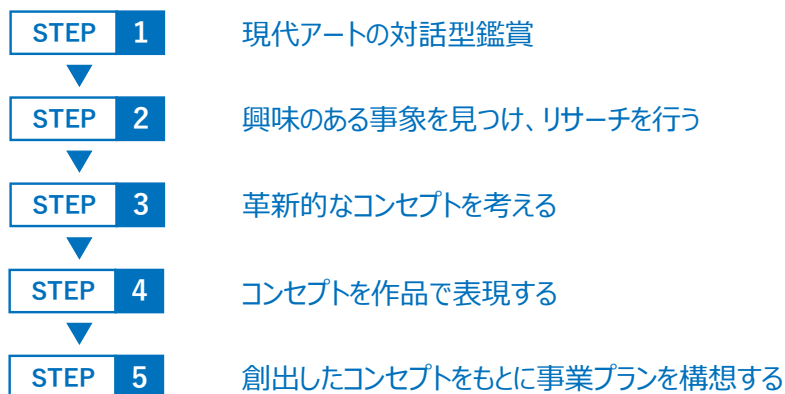 STEP 1 現代アートの対話型鑑賞
STEP 2 興味のある事象を見つけ、リサーチを行う
STEP 3 革新的なコンセプトを考える
STEP 4 コンセプトを作品で表現する
STEP 5 創出したコンセプトをもとに事業プランを構想する